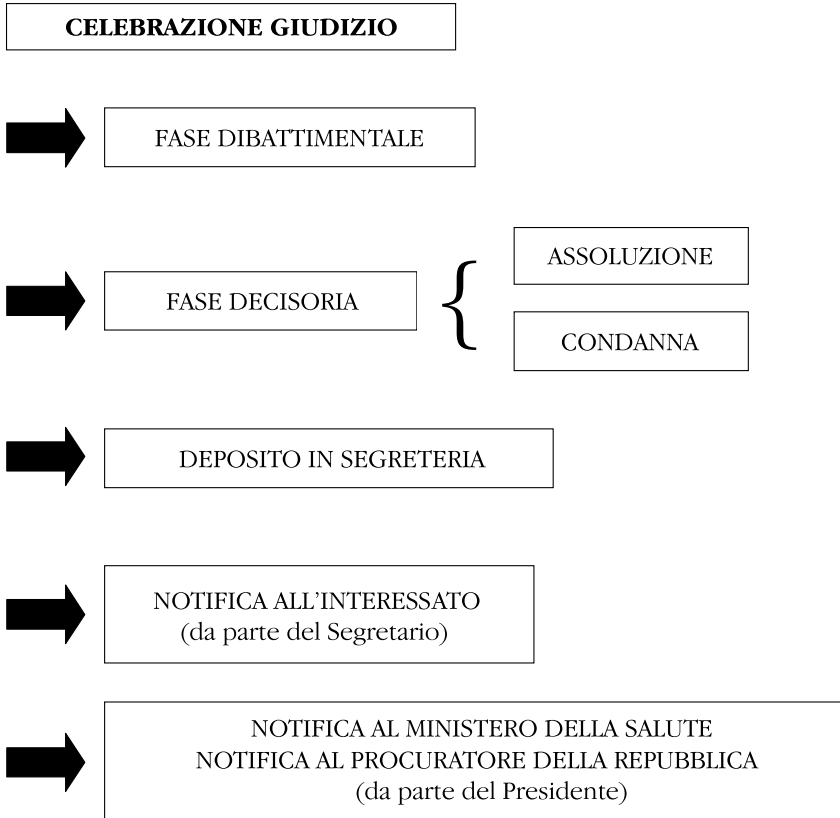 CELEBRAZIONE GIUDIZIO
FASE DIBATTIMENTALE
FASE DECISORIA
ASSOLUZIONE
CONDANNA
DEPOSITO IN SEGRETERIA
NOTIFICA ALL’INTERESSATO
(da parte del Segretario)
NOTIFICA AL MINISTERO DELLA SALUTE
NOTIFICA AL PROCURATORE DELLA REPUBBLICA
(da parte del Presidente)